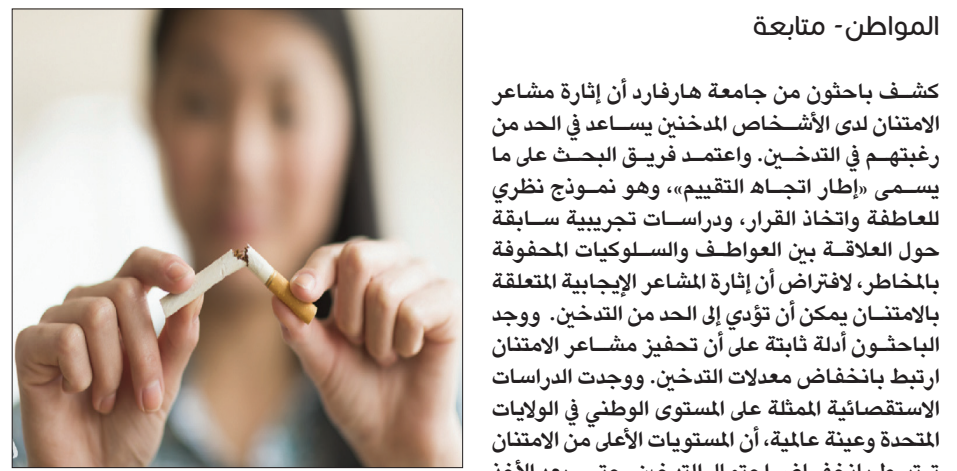 المواطن - متابعة
كشف باحثون من جامعة هارفارد أن إثارة مشاعر
الامتنان لدى الأشخاص المدخنين يساعد في الحد من
رغبتهم في التدخين. واعتمد فريق البحث على ما
يسمى «إطار اتجاه التقييم»، وهو نموذج نظري
للعاطفة واتخاذ القرار، ودراسات تجريبية سابقة
حول العلاقة بين العواطف والسلوكيات المحفوفة
بالمخاطر، لافتراض أن إثارة المشاعر الإيجابية المتعلقة
بالامتنان يمكن أن تؤدي إلى الحد من التدخين. ووجد
الباحثون أدلة ثابتة على أن تحفيز مشاعر الامتنان
ارتبط بانخفاض معدلات التدخين. ووجدت الدراسات
الاستقصائية الممثلة على المستوى الوطني في الولايات
المتحدة وعينة عالمية، أن المستويات الأعلى من الامتنان